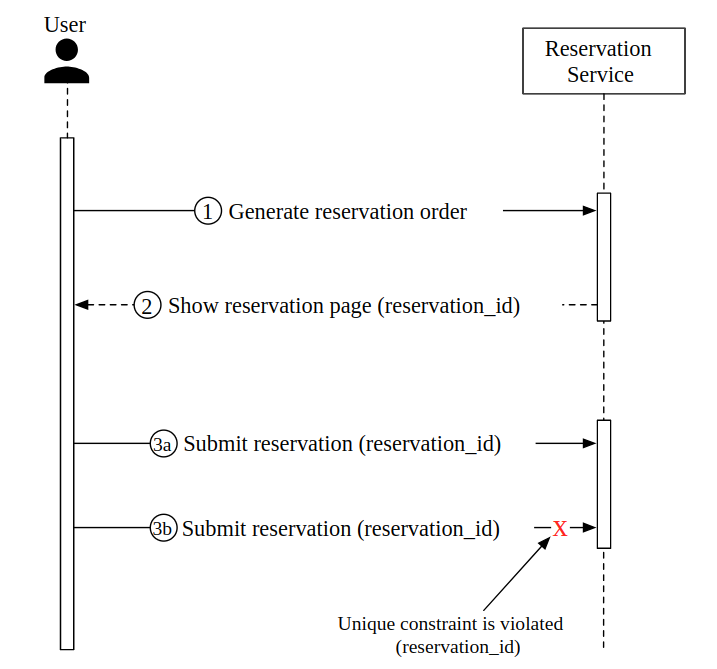 User
Reservation
Service
1 Generate reservation order
2 Show reservation page (reservation_id)
3a Submit reservation (reservation_id)
3b Submit reservation (reservation_id) X
Unique constraint is violated
(reservation_id)